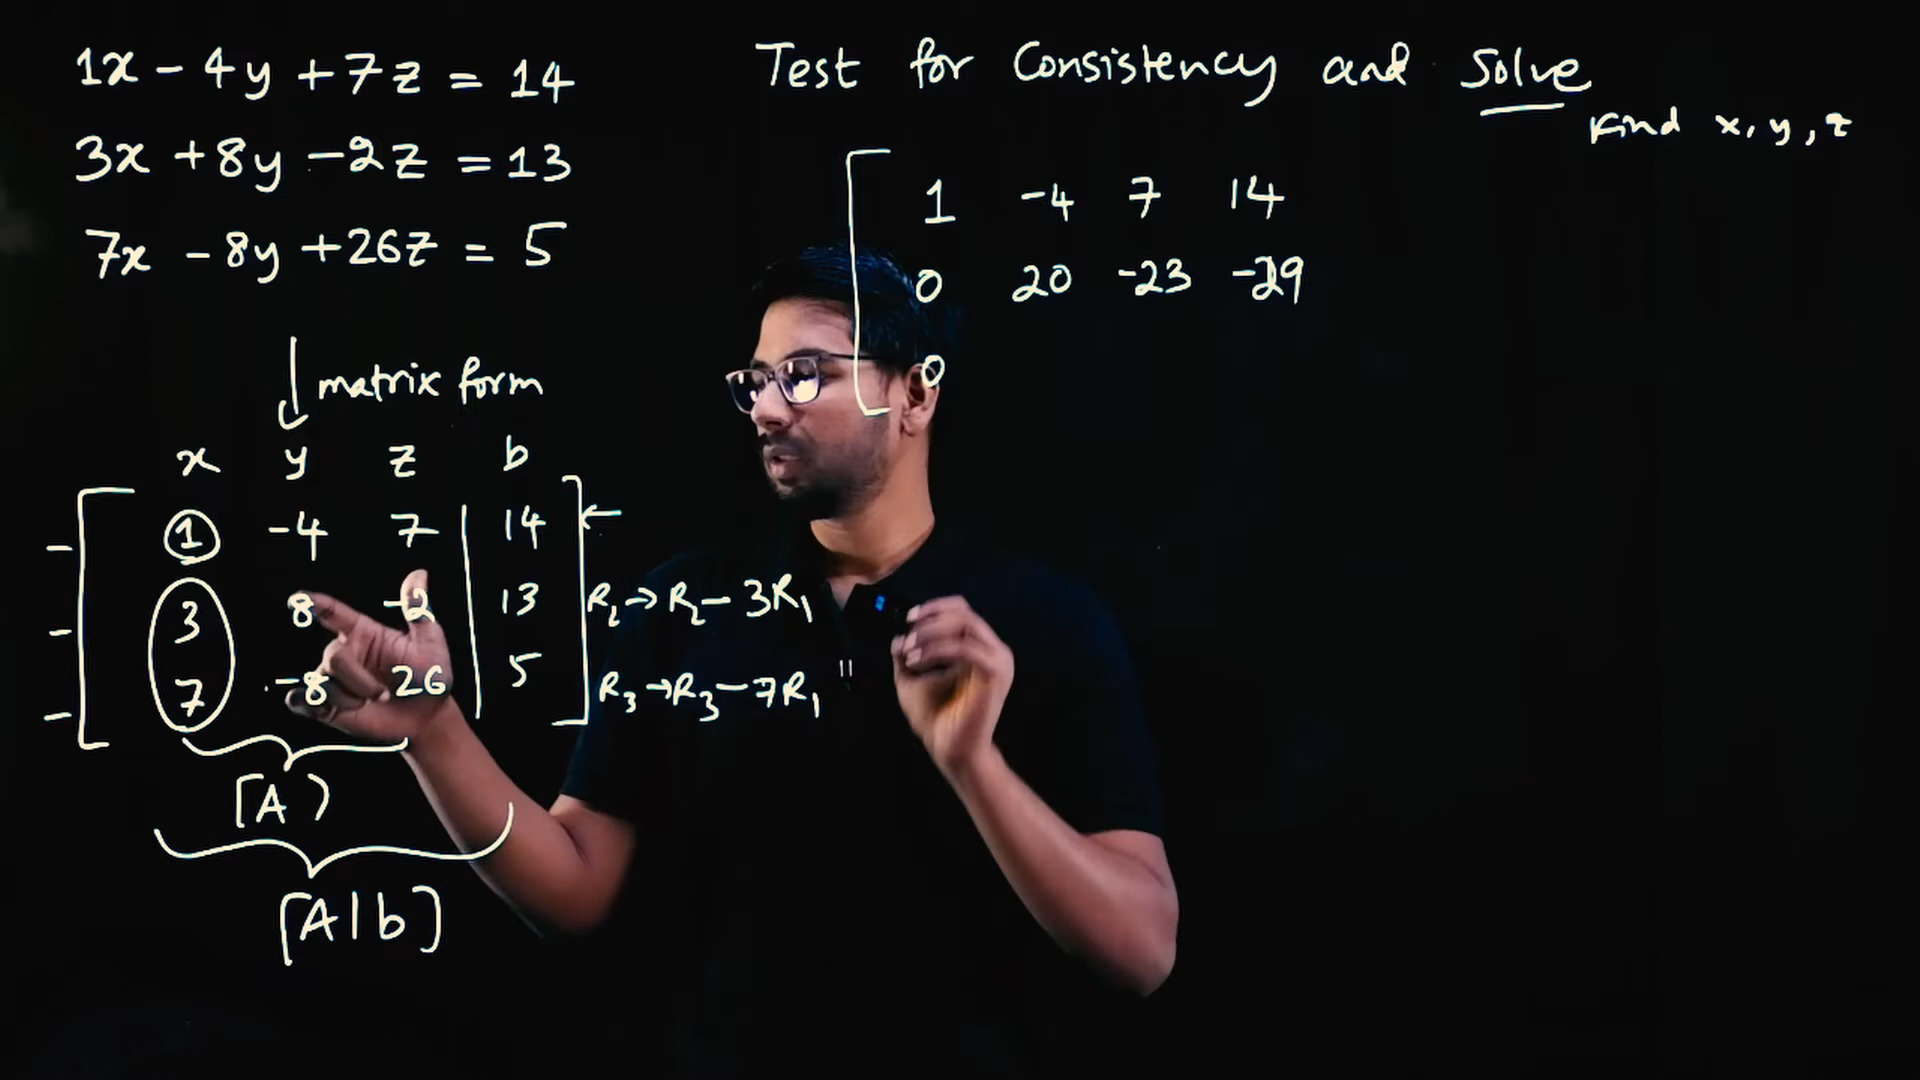 1x - 4y + 7z = 14
3x + 8y - 2z = 13
7x - 8y + 26z = 5
matrix form
x y z b
1 -4 7 | 14 ←
3 8 -2 | 13 R₂→R₂- 3R₁
7 -8 26 | 5 R₃→R₃-7R₁ "
[A)
[A|b]
Test for Consistency and Solve
Find x, y, z
1 -4 7 14
0 20 -23 -29
0